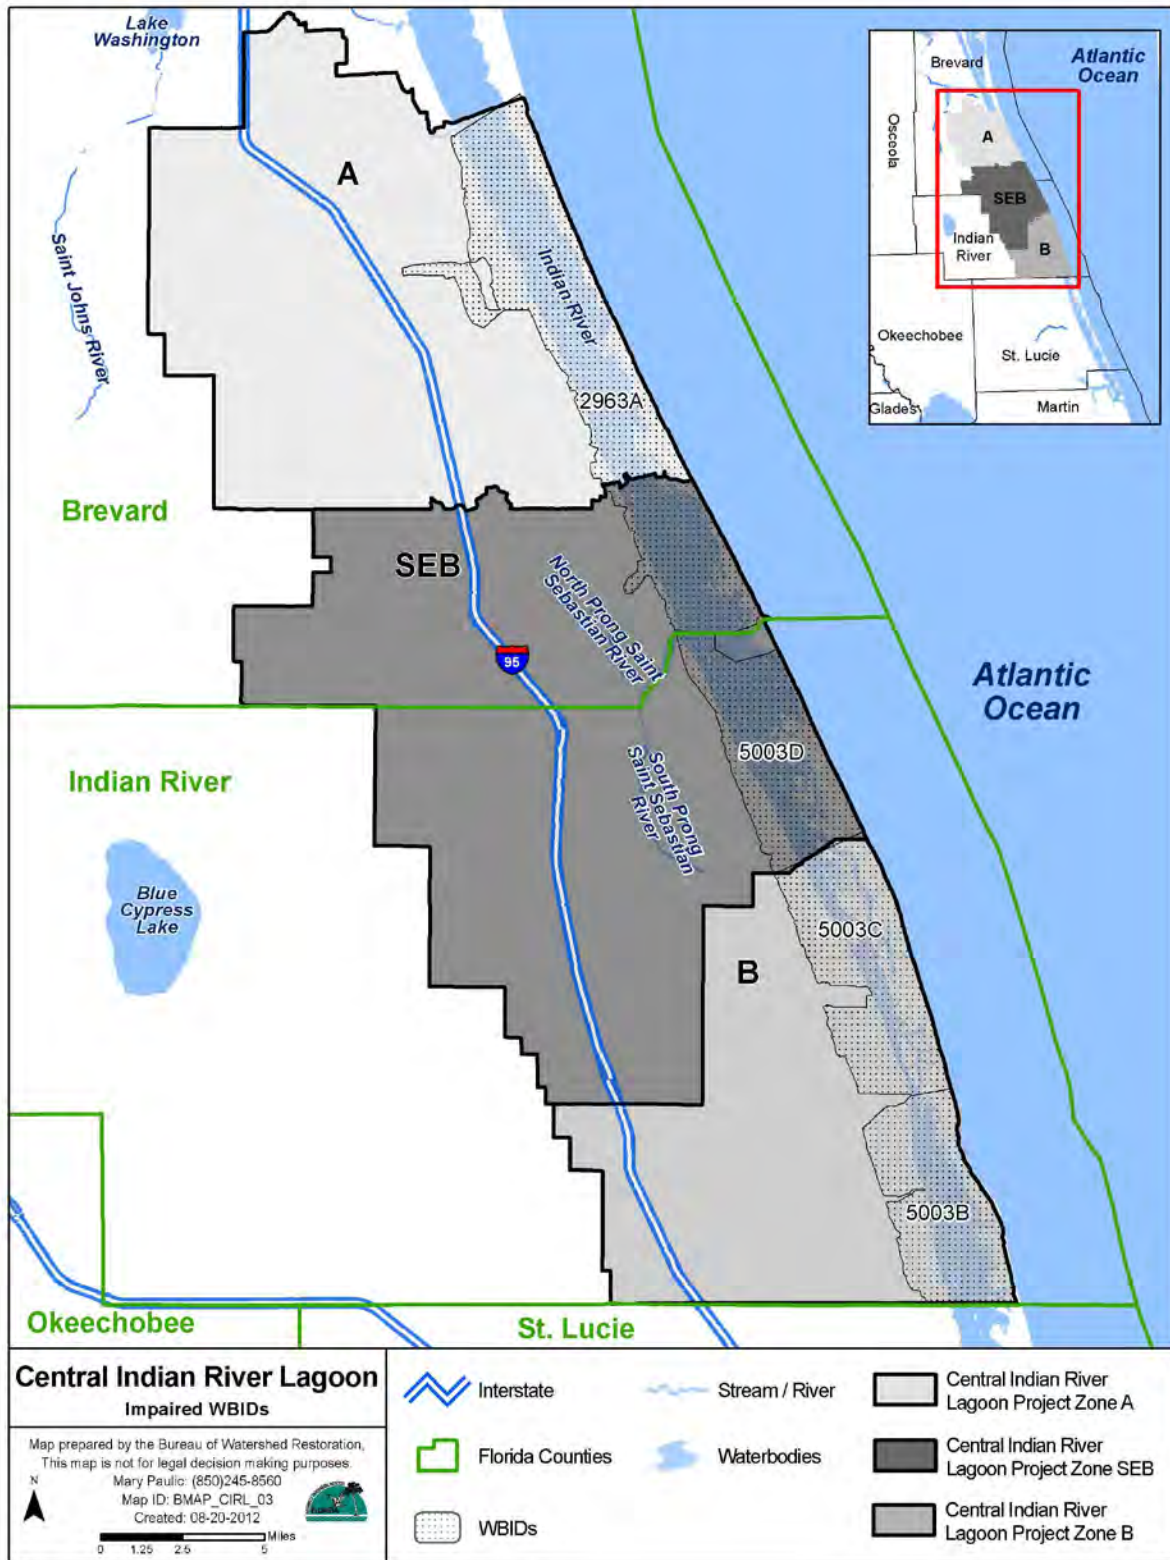 Lake
Washington
A
Saint Johns River
Indian River
2963A
Brevard
SEB
North Prong Saint
Sebastian River
95
Atlantic
Ocean
5003D
Indian River
South Prong
Saint Sebastian
River
Blue
Cypress
Lake
5003C
B
5003B
Okeechobee
St. Lucie
Atlantic
Ocean
Brevard
Osceola
A
SEB
Indian
River
B
Okeechobee
St. Lucie
Glades
Martin
Central Indian River Lagoon
Impaired WBIDs
Map prepared by the Bureau of Watershed Restoration,
This map is not for legal decision making purposes.
Mary Paulic: (850)245-8560
Map ID: BMAP_CIRL_03
Created: 08-20-2012
N
Miles
0 1.25 2.5 5
Interstate
Florida Counties
WBIDs
Stream / River
Waterbodies
Central Indian River
Lagoon Project Zone A
Central Indian River
Lagoon Project Zone SEB
Central Indian River
Lagoon Project Zone B